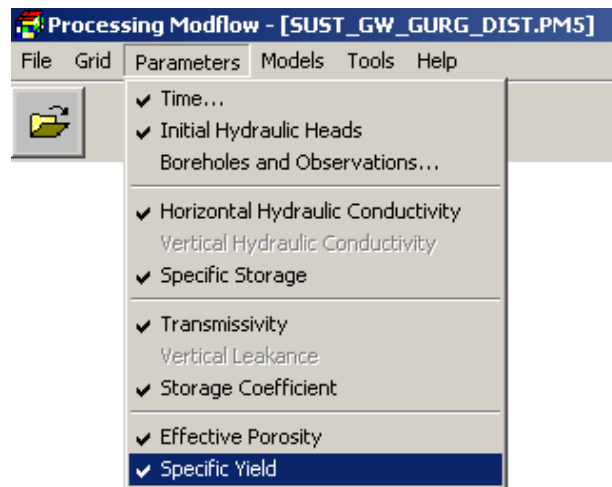 Processing Modflow - [SUST_GW_GURG_DIST.PM5]
File Grid Parameters Models Tools Help
Time...
Initial Hydraulic Heads
Boreholes and Observations...
Horizontal Hydraulic Conductivity
Vertical Hydraulic Conductivity
Specific Storage
Transmissivity
Vertical Leakance
Storage Coefficient
Effective Porosity
Specific Yield